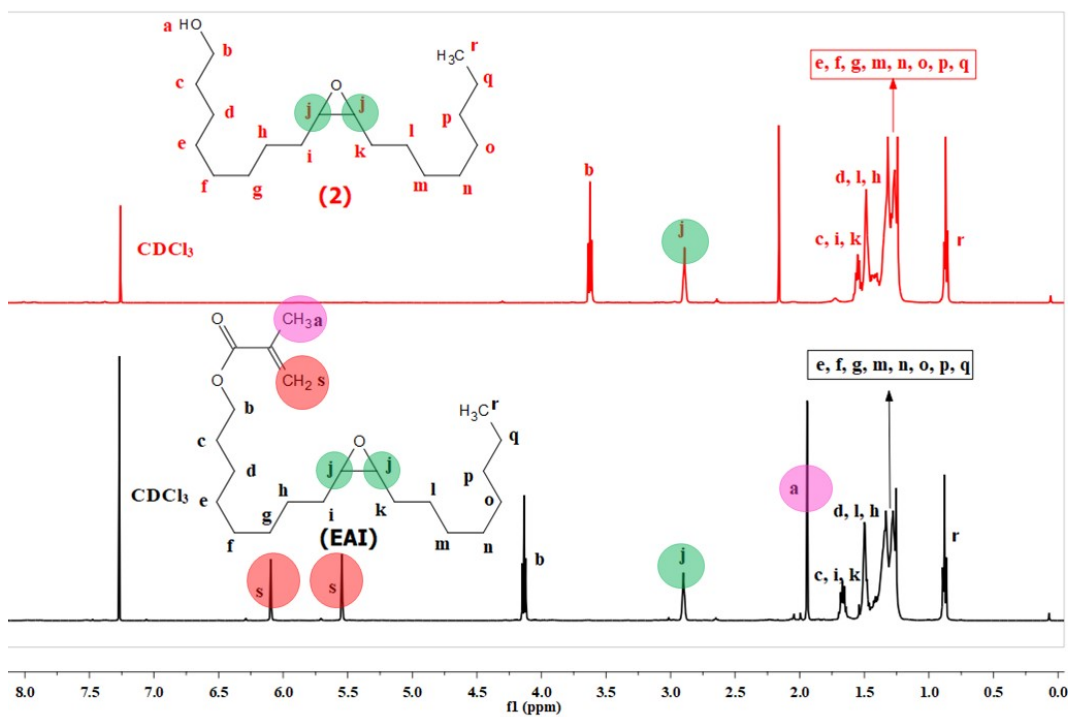 HO
a
b
c
d
e
f
g
h
i
j
O
j
k
l
m
n
o
p
q
H₃C r
(2)
CDCl₃
b
j
c, i, k
d, l, h
e, f, g, m, n, o, p, q
r
O
CH₃a
CH₂ s
O
b
c
d
e
f
g
h
i
j
O
j
k
l
m
n
o
p
q
H₃C r
(EAI)
CDCl₃
s
s
b
j
a
c, i, k
d, l, h
e, f, g, m, n, o, p, q
r
8.0 7.5 7.0 6.5 6.0 5.5 5.0 4.5 4.0 3.5 3.0 2.5 2.0 1.5 1.0 0.5 0.0
f1 (ppm)